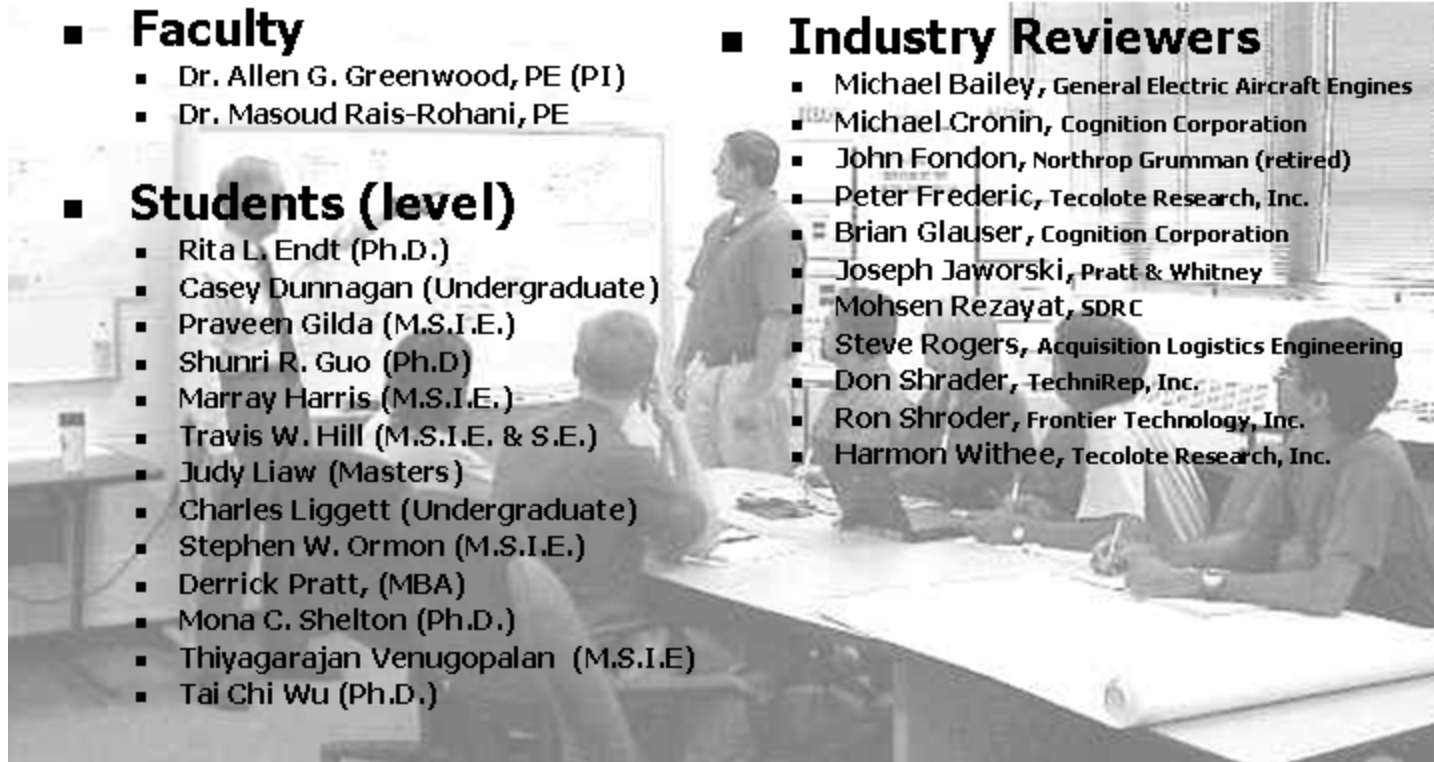 Faculty
Dr. Allen G. Greenwood, PE (PI)
Dr. Masoud Rais-Rohani, PE
Students (level)
Rita L. Endt (Ph.D.)
Casey Dunnagan (Undergraduate)
Praveen Gilda (M.S.I.E.)
Shunri R. Guo (Ph.D)
Marray Harris (M.S.I.E.)
Travis W. Hill (M.S.I.E. & S.E.)
Judy Liaw (Masters)
Charles Liggett (Undergraduate)
Stephen W. Ormon (M.S.I.E.)
Derrick Pratt, (MBA)
Mona C. Shelton (Ph.D.)
Thiyagarajan Venugopalan (M.S.I.E)
Tai Chi Wu (Ph.D.)
Industry Reviewers
Michael Bailey, General Electric Aircraft Engines
Michael Cronin, Cognition Corporation
John Fondon, Northrop Grumman (retired)
Peter Frederic, Tecolote Research, Inc.
Brian Glauser, Cognition Corporation
Joseph Jaworski, Pratt & Whitney
Mohsen Rezayat, SDRC
Steve Rogers, Acquisition Logistics Engineering
Don Shrader, TechniRep, Inc.
Ron Shroder, Frontier Technology, Inc.
Harmon Withee, Tecolote Research, Inc.